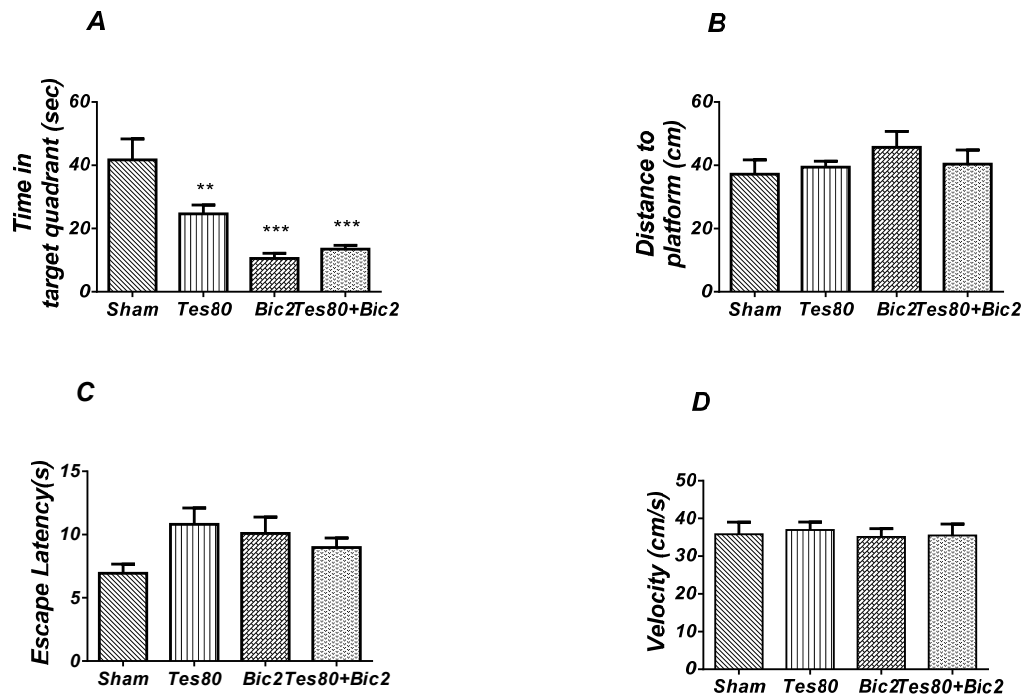 A
Time in
target quadrant (sec)
60
40
20
0
**
***
***
Sham
Tes80
Bic2
Tes80+Bic2
B
Distance to
platform (cm)
60
40
20
0
Sham
Tes80
Bic2
Tes80+Bic2
C
Escape Latency(s)
15
10
5
0
Sham
Tes80
Bic2
Tes80+Bic2
D
Velocity (cm/s)
50
40
30
20
10
0
Sham
Tes80
Bic2
Tes80+Bic2